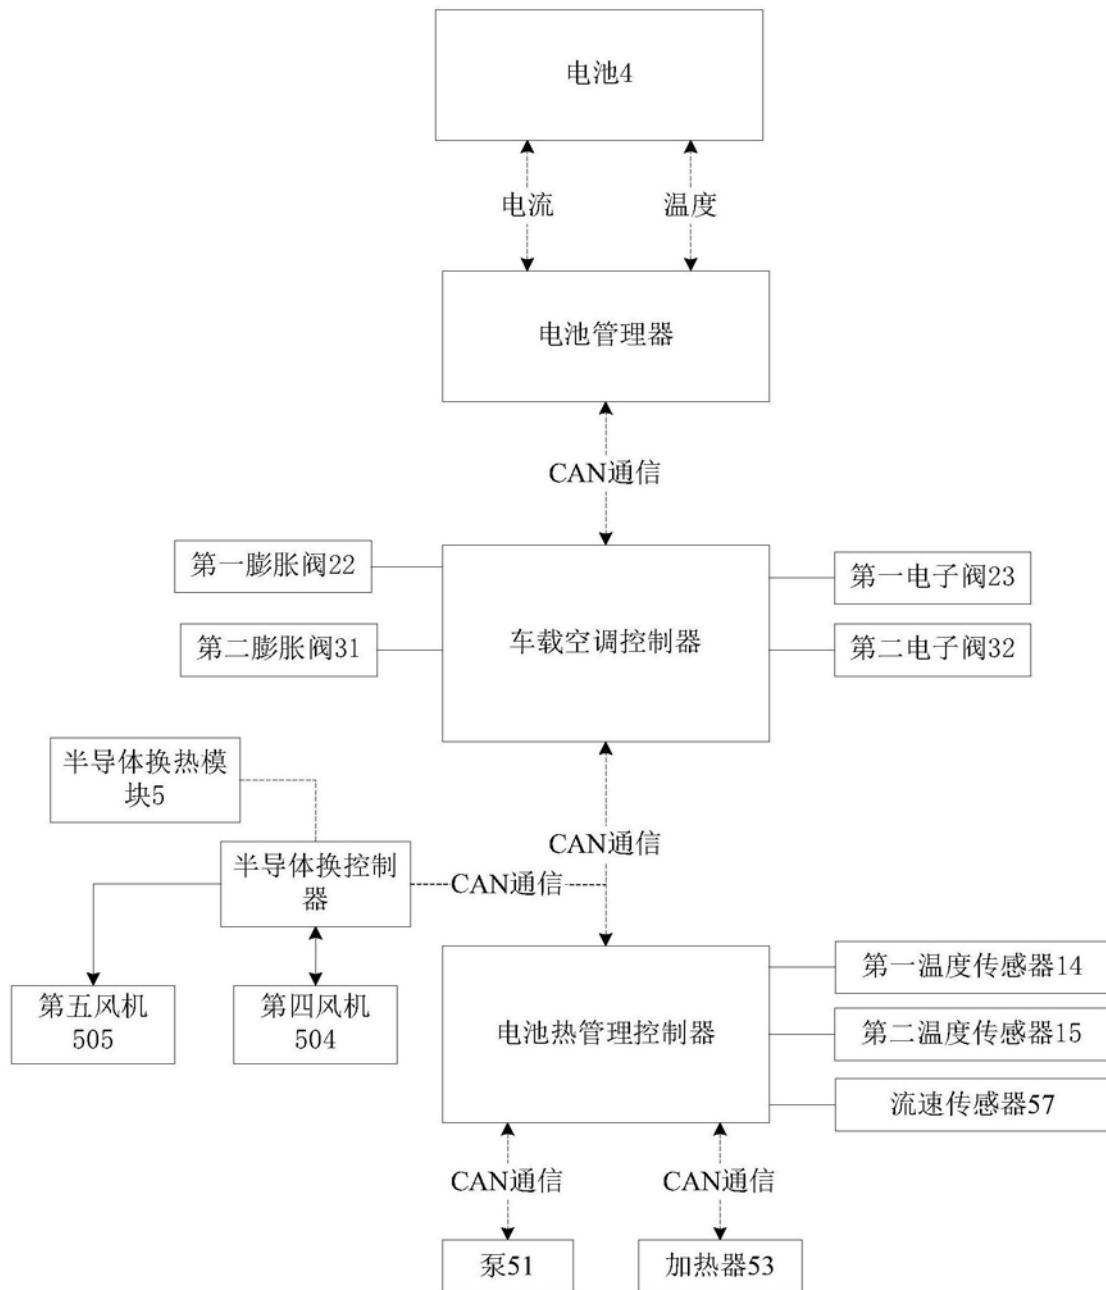 电池4
电流
温度
电池管理器
CAN通信
第一膨胀阀22
第一电子阀23
车载空调控制器
第二膨胀阀31
第二电子阀32
半导体换热模
块5
CAN通信
半导体换控制
器
CAN通信
第五风机
505
第四风机
504
第一温度传感器14
电池热管理控制器
第二温度传感器15
流速传感器57
CAN通信
CAN通信
泵51
加热器53